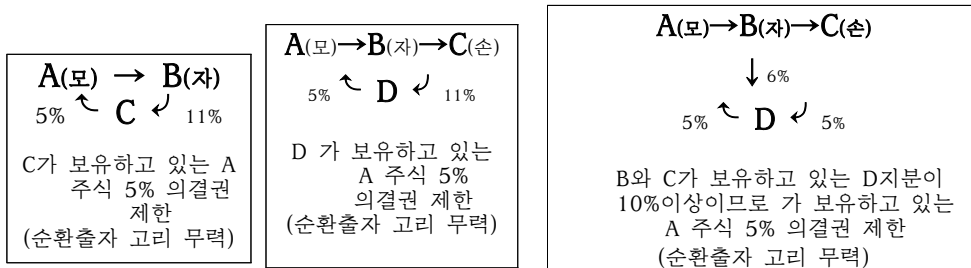 A(모) → B(자)
5% C 11%
C가 보유하고 있는 A
주식 5% 의결권
제한
(순환출자 고리 무력)
A(모)→B(자)→C(손)
5% D 11%
D 가 보유하고 있는
A 주식 5%
의결권 제한
(순환출자 고리 무력)
A(모)→B(자)→C(손)
↓ 6%
5% D 5%
B와 C가 보유하고 있는 D지분이
10%이상이므로 가 보유하고 있는
A 주식 5% 의결권 제한
(순환출자 고리 무력)